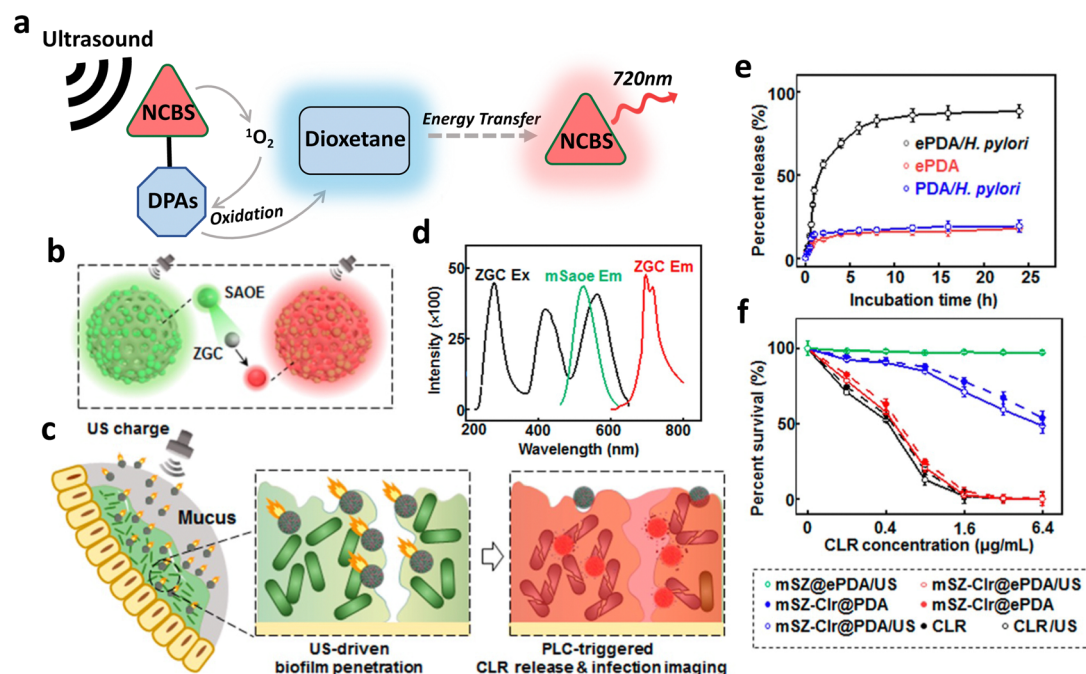 a
Ultrasound
NCBS
¹O₂
DPAs
Oxidation
Dioxetane
Energy Transfer
NCBS
720nm
b
SAOE
ZGC
c
US charge
Mucus
US-driven
biofilm penetration
PLC-triggered
CLR release & infection imaging
d
ZGC Ex
mSaoe Em
ZGC Em
Intensity (×100)
50
25
0
200
400
600
800
Wavelength (nm)
e
Percent release (%)
100
50
0
ePDA/H. pylori
ePDA
PDA/H. pylori
0
5
10
15
20
25
Incubation time (h)
f
Percent survival (%)
100
50
0
0
0.4
1.6
6.4
CLR concentration (µg/mL)
mSZ@ePDA/US
mSZ-Clr@ePDA/US
mSZ-Clr@PDA
mSZ-Clr@ePDA
mSZ-Clr@PDA/US
CLR
CLR/US